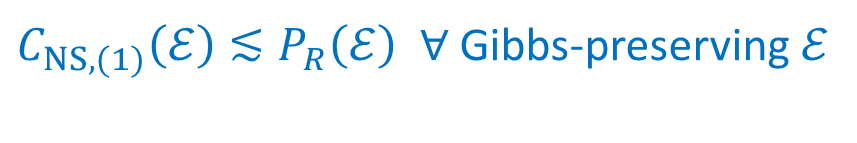 C_{NS,(1)}(ℰ) ≲ P_R(ℰ) ∀ Gibbs-preserving ℰ